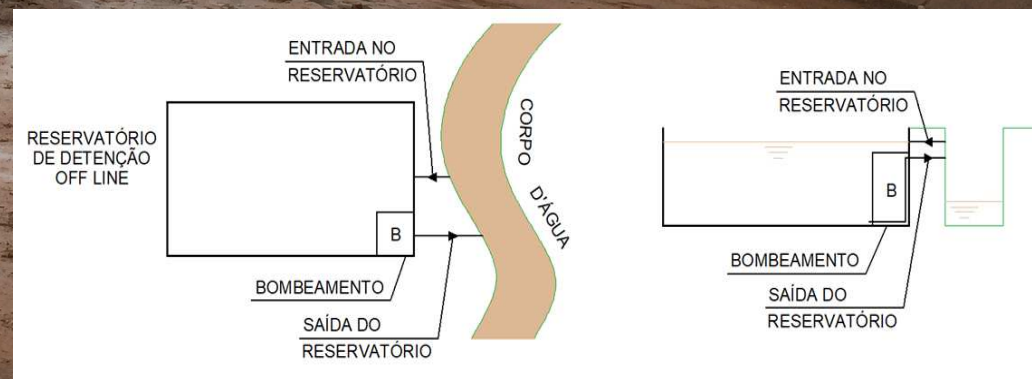 ENTRADA NO
RESERVATÓRIO
RESERVATÓRIO
DE DETENÇÃO
OFF LINE
B
BOMBEAMENTO
SAÍDA DO
RESERVATÓRIO
CORPO
D'ÁGUA
ENTRADA NO
RESERVATÓRIO
B
BOMBEAMENTO
SAÍDA DO
RESERVATÓRIO